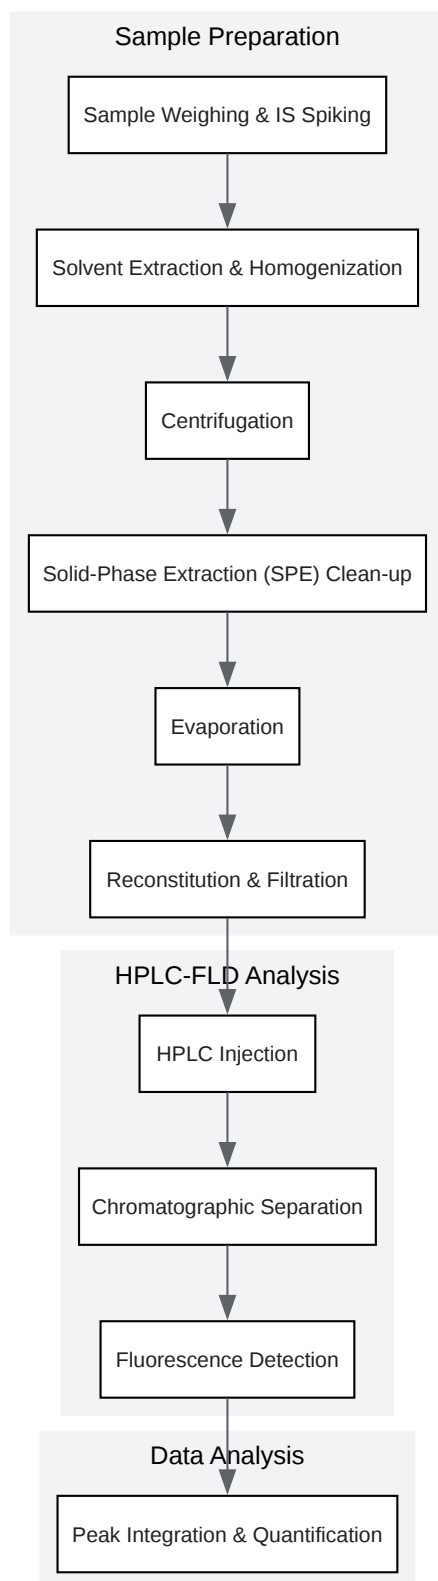 Sample Preparation
Sample Weighing & IS Spiking
Solvent Extraction & Homogenization
Centrifugation
Solid-Phase Extraction (SPE) Clean-up
Evaporation
Reconstitution & Filtration
HPLC-FLD Analysis
HPLC Injection
Chromatographic Separation
Fluorescence Detection
Data Analysis
Peak Integration & Quantification